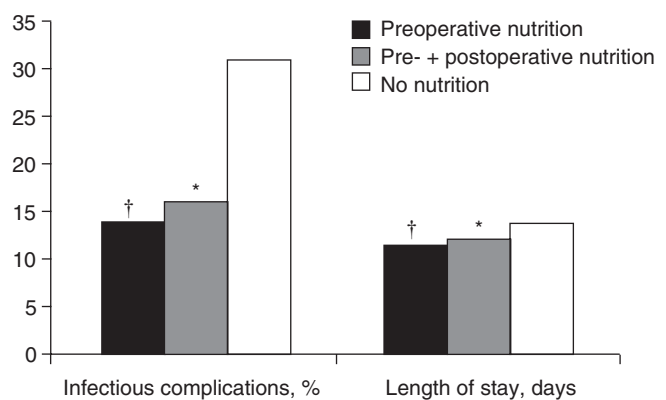 35
30
25
20
15
10
5
0
Preoperative nutrition
Pre- + postoperative nutrition
No nutrition
†
*
†
*
Infectious complications, %
Length of stay, days